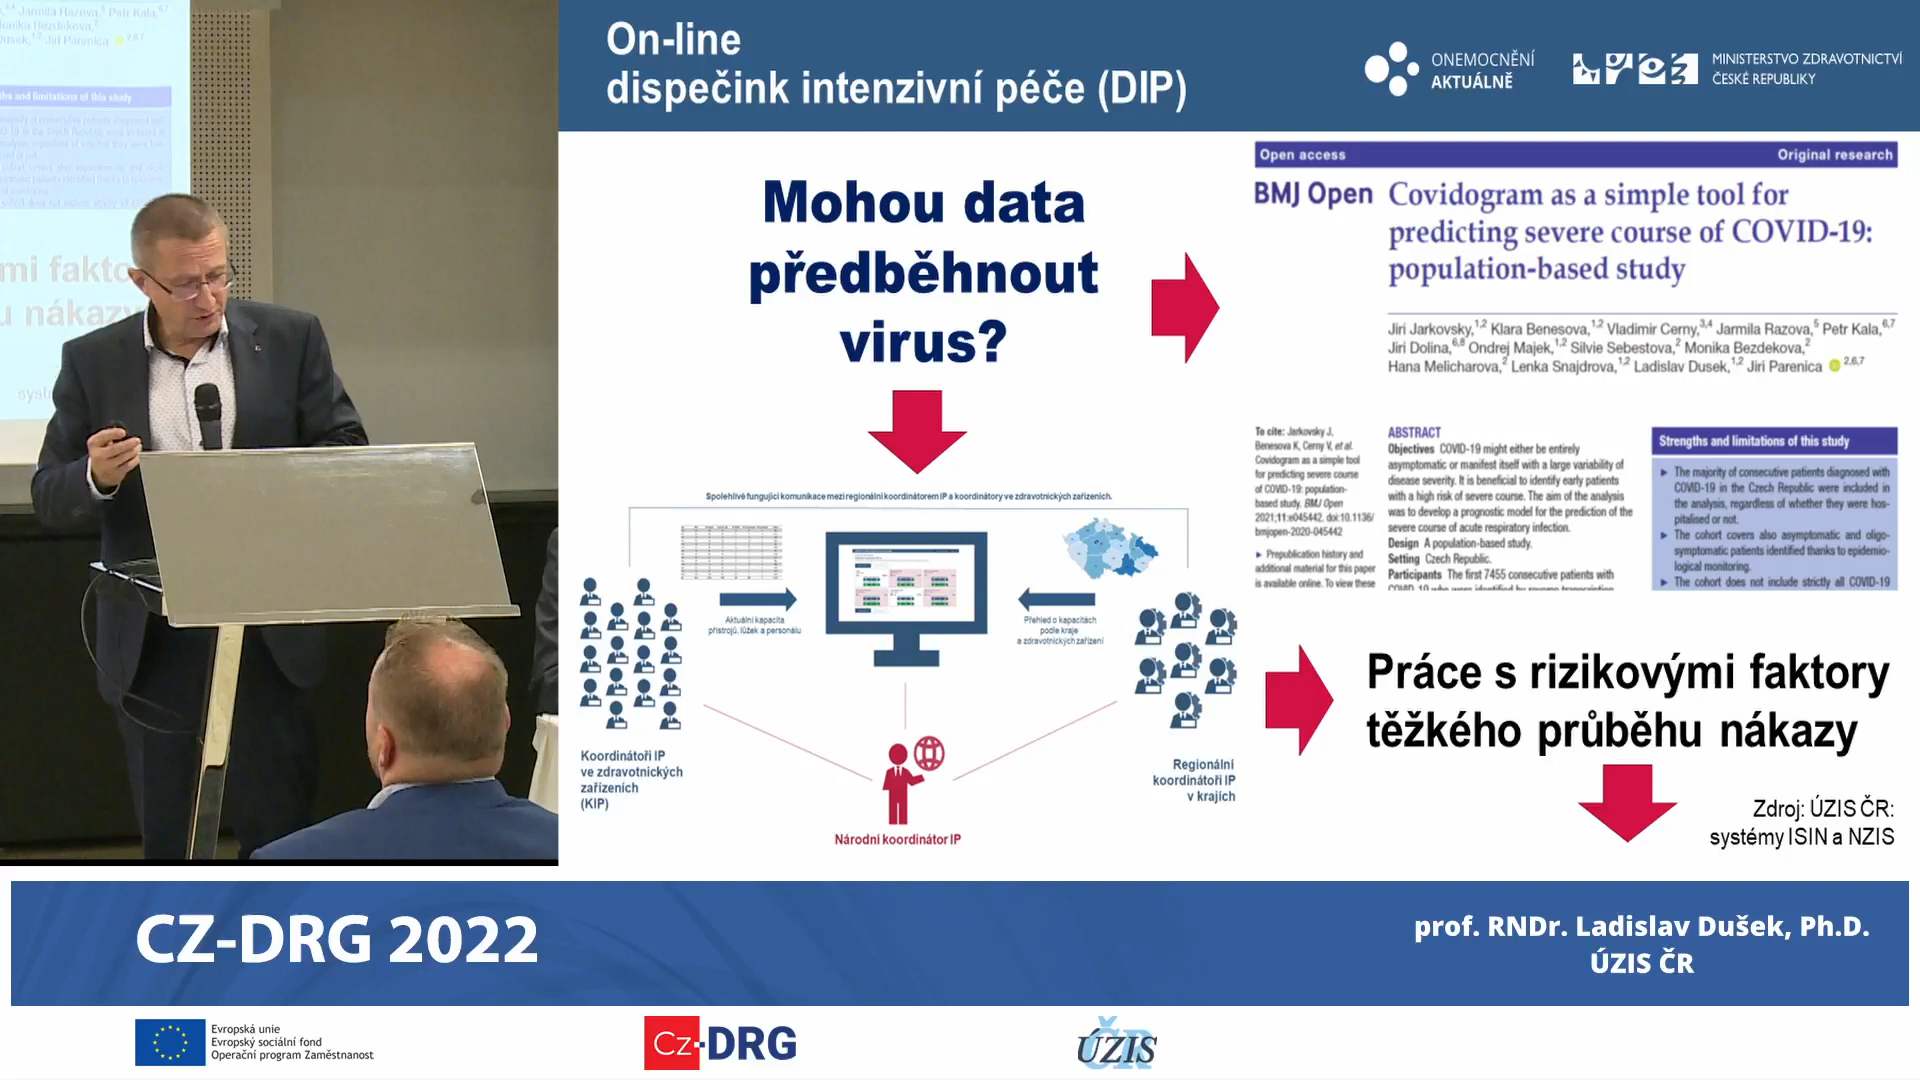 On-line
dispečink intenzivní péče (DIP)
ONEMOCNĚNÍ
AKTUÁLNĚ
MINISTERSTVO ZDRAVOTNICTVÍ
ČESKÉ REPUBLIKY
Mohou data
předběhnout
virus?
Open access
Original research
BMJ Open
Covidogram as a simple tool for
predicting severe course of COVID-19:
population-based study
Jiri Jarkovsky,1,2 Klara Benesova,1,2 Vladimir Cerny,3,4 Jarmila Razova,5 Petr Kala,6,7
Jiri Dolina,6,8 Ondrej Majek,1,2 Silvie Sebestova,2 Monika Bezdekova,2
Hana Melicharova,2 Lenka Snajdrova,1,2 Ladislav Dusek,1,2 Jiri Parenica 2,6,7
To cite: Jarkovsky J,
Benesova K, Cerny V, et al.
Covidogram as a simple tool
for predicting severe course
of COVID-19: population-
based study. BMJ Open
2021;11:e045442. doi:10.1136/
bmjopen-2020-045442
► Prepublication history and
additional material for this paper
is available online. To view these
ABSTRACT
Objectives COVID-19 might either be entirely
asymptomatic or manifest itself with a large variability of
disease severity. It is beneficial to identify early patients
with a high risk of severe course. The aim of the analysis
was to develop a prognostic model for the prediction of the
severe course of acute respiratory infection.
Design A population-based study.
Setting Czech Republic.
Participants The first 7455 consecutive patients with
Strengths and limitations of this study
► The majority of consecutive patients diagnosed with
COVID-19 in the Czech Republic were included in
the analysis, regardless of whether they were hos-
pitalised or not.
► The cohort covers also asymptomatic and oligo-
symptomatic patients identified thanks to epidemio-
logical monitoring.
► The cohort does not include strictly all COVID-19
Spolehlivě fungující komunikace mezi regionální koordinátorem IP a koordinátory ve zdravotnických zařízeních.
Aktuální kapacita
přístrojů, lůžek a personálu
Přehled o kapacitách
podle kraje
a zdravotnických zařízení
Koordinátoři IP
ve zdravotnických
zařízeních
(KIP)
Regionální
koordinátoři IP
v krajích
Národní koordinátor IP
Práce s rizikovými faktory
těžkého průběhu nákazy
Zdroj: ÚZIS ČR:
systémy ISIN a NZIS
CZ-DRG 2022
prof. RNDr. Ladislav Dušek, Ph.D.
ÚZIS ČR
Evropská unie
Evropský sociální fond
Operační program Zaměstnanost
CZ-DRG
ÚZIS ČR